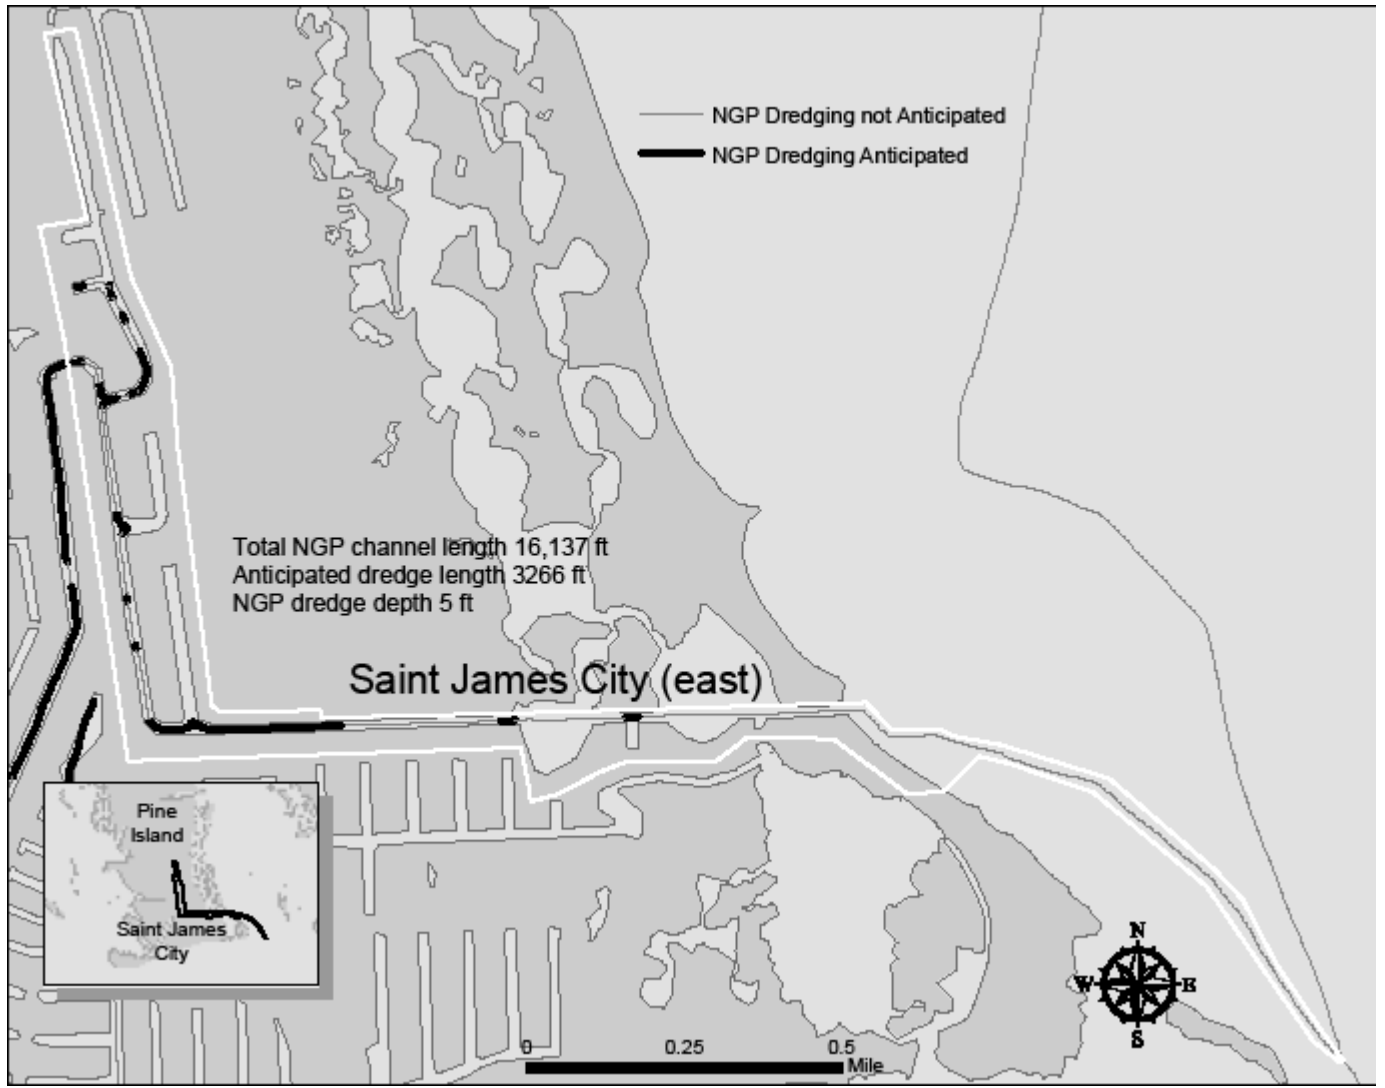 NGP Dredging not Anticipated
NGP Dredging Anticipated
Total NGP channel length 16,137 ft
Anticipated dredge length 3266 ft
NGP dredge depth 5 ft
Saint James City (east)
Pine
Island
Saint James
City
N
W
E
S
0 0.25 0.5
Mile